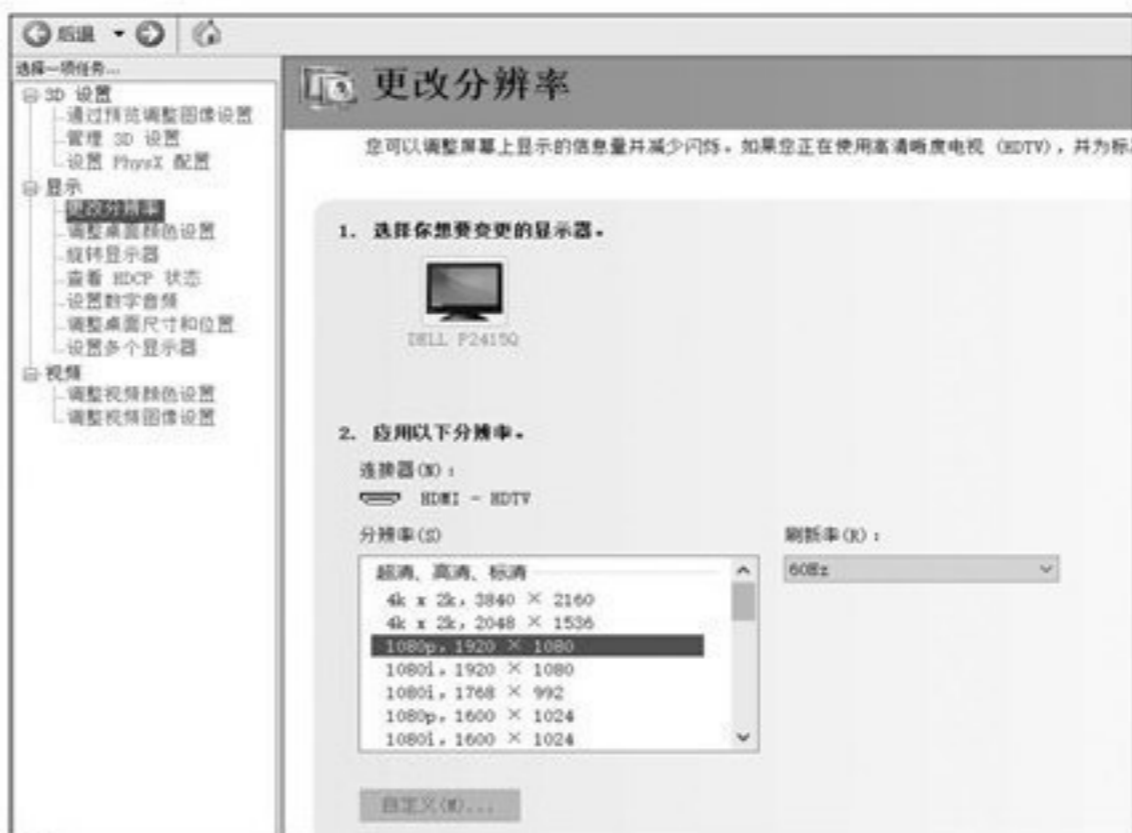 后退
选择一项任务...
3D 设置
通过预览调整图像设置
管理 3D 设置
设置 PhysX 配置
显示
更改分辨率
调整桌面颜色设置
旋转显示器
查看 HDCP 状态
设置数字音频
调整桌面尺寸和位置
设置多个显示器
视频
调整视频颜色设置
调整视频图像设置
更改分辨率
您可以调整屏幕上显示的信息量并减少闪烁。如果您正在使用高清晰度电视 (HDTV)，并为标
1. 选择你想要变更的显示器。
DELL P2415Q
2. 应用以下分辨率。
连接器(N)：
HDMI - HDTV
分辨率(S)
超清、高清、标清
4k x 2k，3840 × 2160
4k x 2k，2048 × 1536
1080p，1920 × 1080
1080i，1920 × 1080
1080i，1768 × 992
1080p，1600 × 1024
1080i，1600 × 1024
刷新率(R)：
60Hz
自定义(M)...